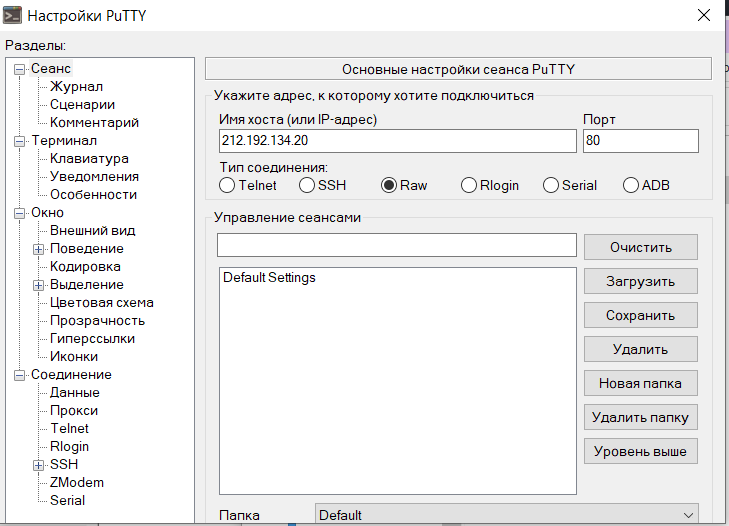 Настройки PuTTY
Разделы:
Сеанс
Журнал
Сценарии
Комментарий
Терминал
Клавиатура
Уведомления
Особенности
Окно
Внешний вид
Поведение
Кодировка
Выделение
Цветовая схема
Прозрачность
Гиперссылки
Иконки
Соединение
Данные
Прокси
Telnet
Rlogin
SSH
ZModem
Serial
Основные настройки сеанса PuTTY
Укажите адрес, к которому хотите подключиться
Имя хоста (или IP-адрес) Порт
212.192.134.20 80
Тип соединения:
Telnet SSH Raw Rlogin Serial ADB
Управление сеансами
Очистить
Default Settings
Загрузить
Сохранить
Удалить
Новая папка
Удалить папку
Уровень выше
Папка Default